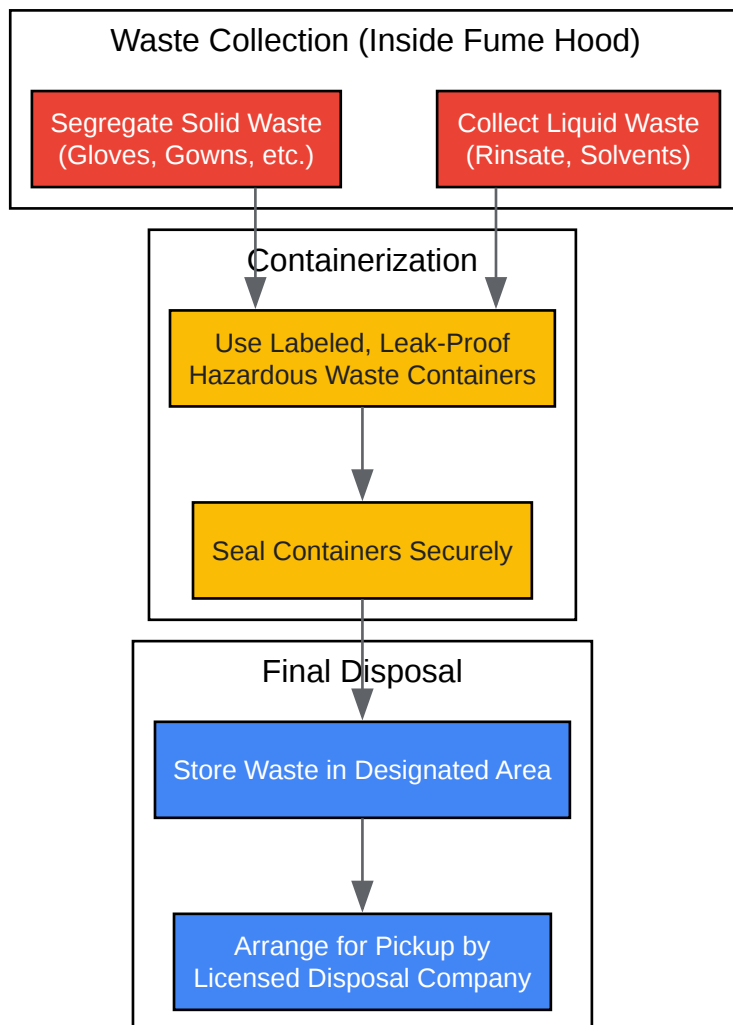 Waste Collection (Inside Fume Hood)
Segregate Solid Waste
(Gloves, Gowns, etc.)
Collect Liquid Waste
(Rinsate, Solvents)
Containerization
Use Labeled, Leak-Proof
Hazardous Waste Containers
Seal Containers Securely
Final Disposal
Store Waste in Designated Area
Arrange for Pickup by
Licensed Disposal Company